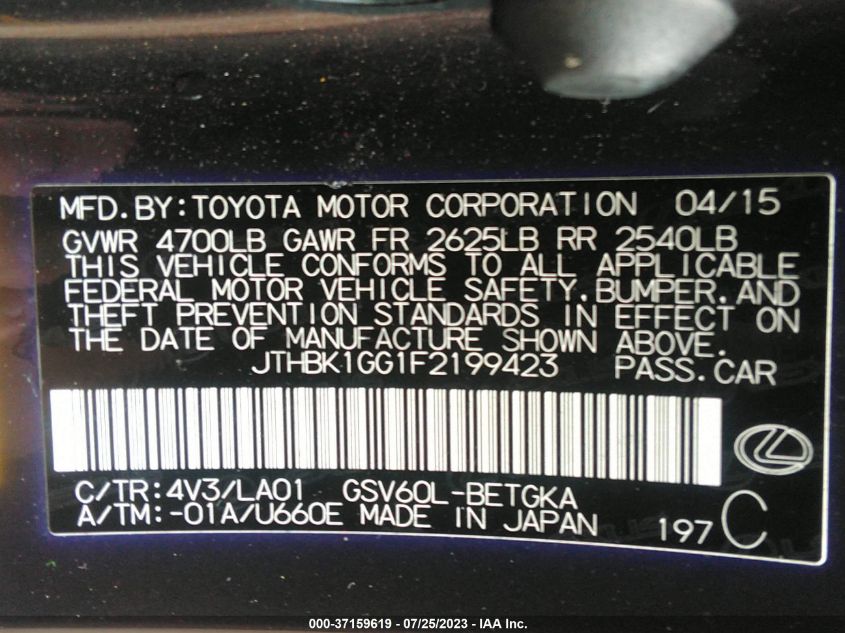 MFD.BY:TOYOTA MOTOR CORPORATION 04/15
GVWR 4700LB GAWR FR 2625LB RR 2540LB
THIS VEHICLE CONFORMS TO ALL APPLICABLE
FEDERAL MOTOR VEHICLE SAFETY,BUMPER,AND
THEFT PREVENTION STANDARDS IN EFFECT ON
THE DATE OF MANUFACTURE SHOWN ABOVE.
JTHBK1GG1F2199423 PASS.CAR
C/TR:4V3/LA01 GSV60L-BETGKA
A/TM:-01A/U660E MADE IN JAPAN 197 C
000-37159619 / 07/25/2023 - IAA Inc.